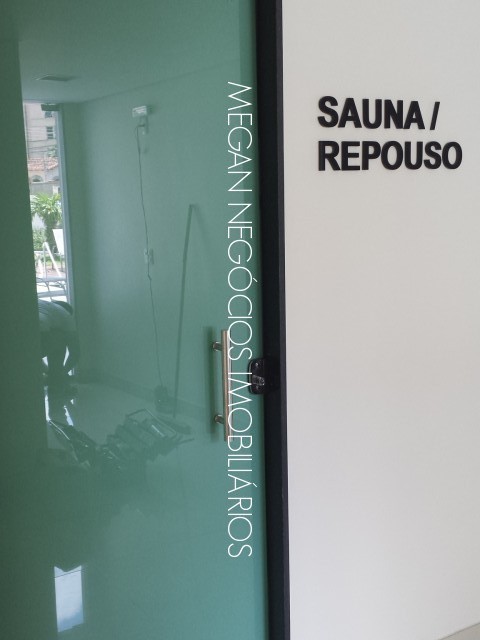 SAUNA/
REPOUSO
MEGAN NEGÓCIOS IMOBILIÁRIOS